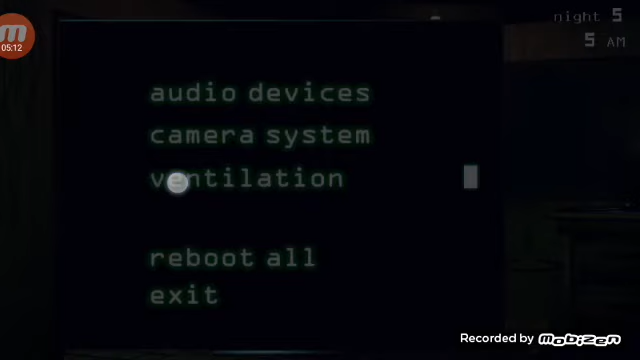 night 5
5 AM
m
05:12
audio devices
camera system
ventilation
reboot all
exit
Recorded by mobizen